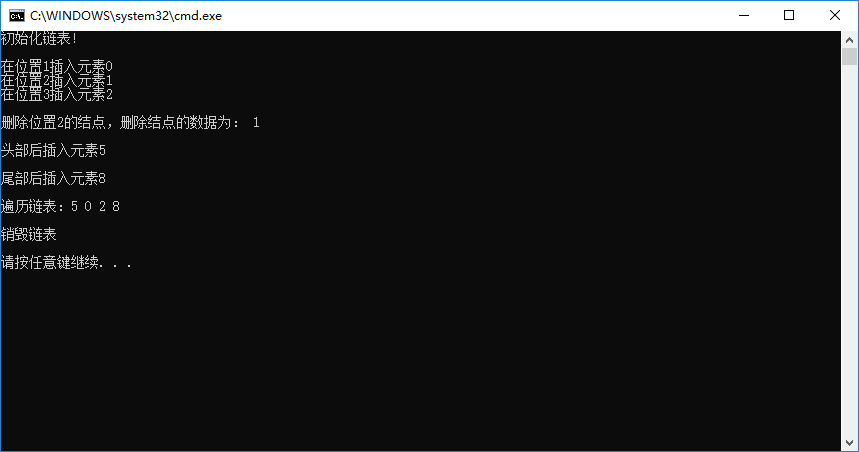 C:\WINDOWS\system32\cmd.exe
初始化链表!
在位置1插入元素0
在位置2插入元素1
在位置3插入元素2
删除位置2的结点，删除结点的数据为： 1
头部后插入元素5
尾部后插入元素8
遍历链表：5 0 2 8
销毁链表
请按任意键继续. . .